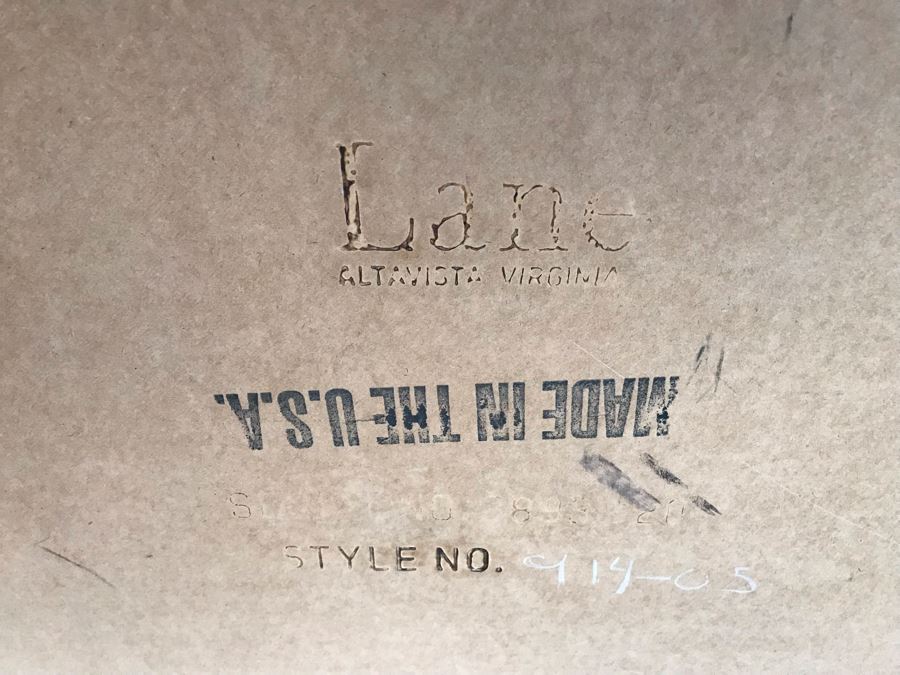 Lane
ALTAVISTA VIRGINIA
MADE IN THE U.S.A.
STYLE NO. 914-05